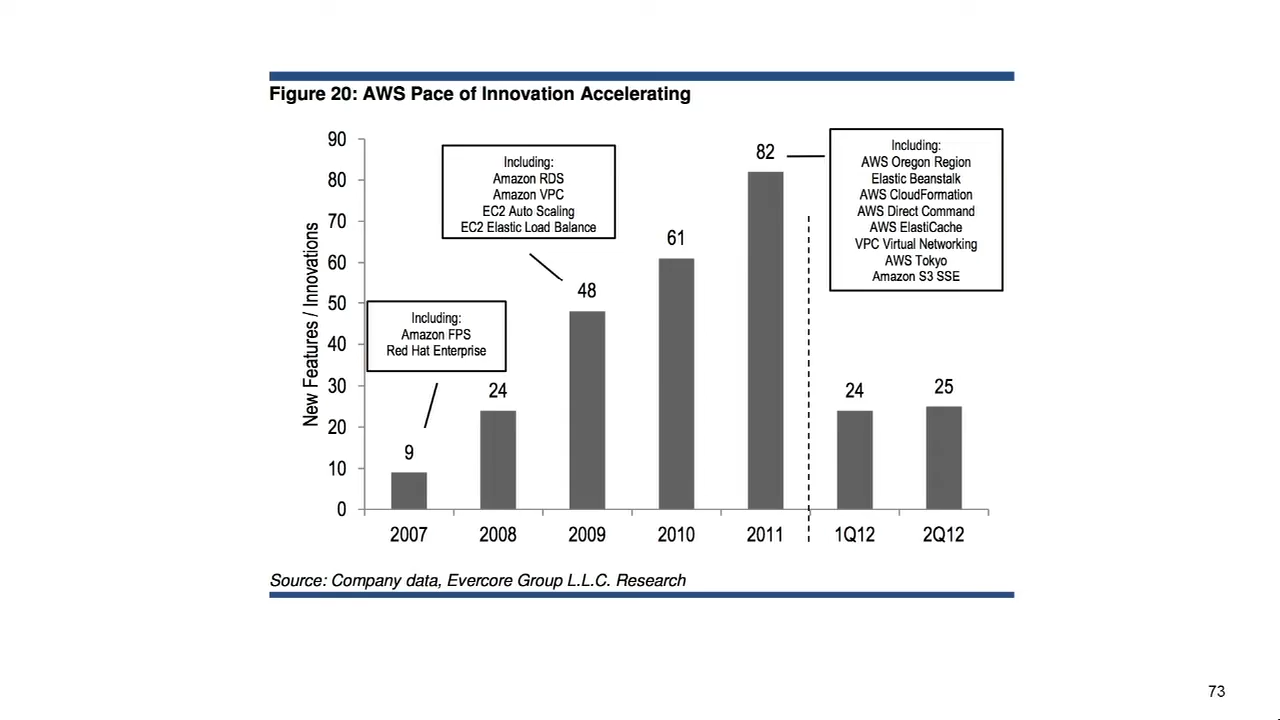 Figure 20: AWS Pace of Innovation Accelerating
New Features / Innovations
90
80
70
60
50
40
30
20
10
0
Including:
Amazon FPS
Red Hat Enterprise
Including:
Amazon RDS
Amazon VPC
EC2 Auto Scaling
EC2 Elastic Load Balance
Including:
AWS Oregon Region
Elastic Beanstalk
AWS CloudFormation
AWS Direct Command
AWS ElastiCache
VPC Virtual Networking
AWS Tokyo
Amazon S3 SSE
9
24
48
61
82
24
25
2007 2008 2009 2010 2011 1Q12 2Q12
Source: Company data, Evercore Group L.L.C. Research
73